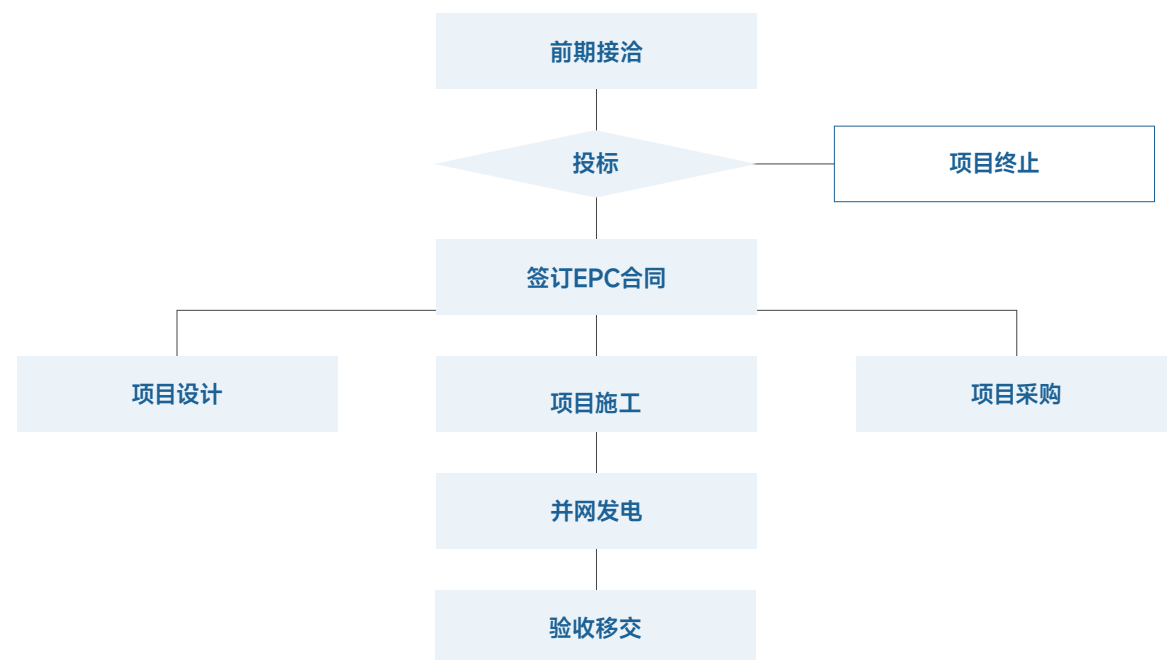 前期接洽
投标
项目终止
签订EPC合同
项目设计
项目施工
项目采购
并网发电
验收移交